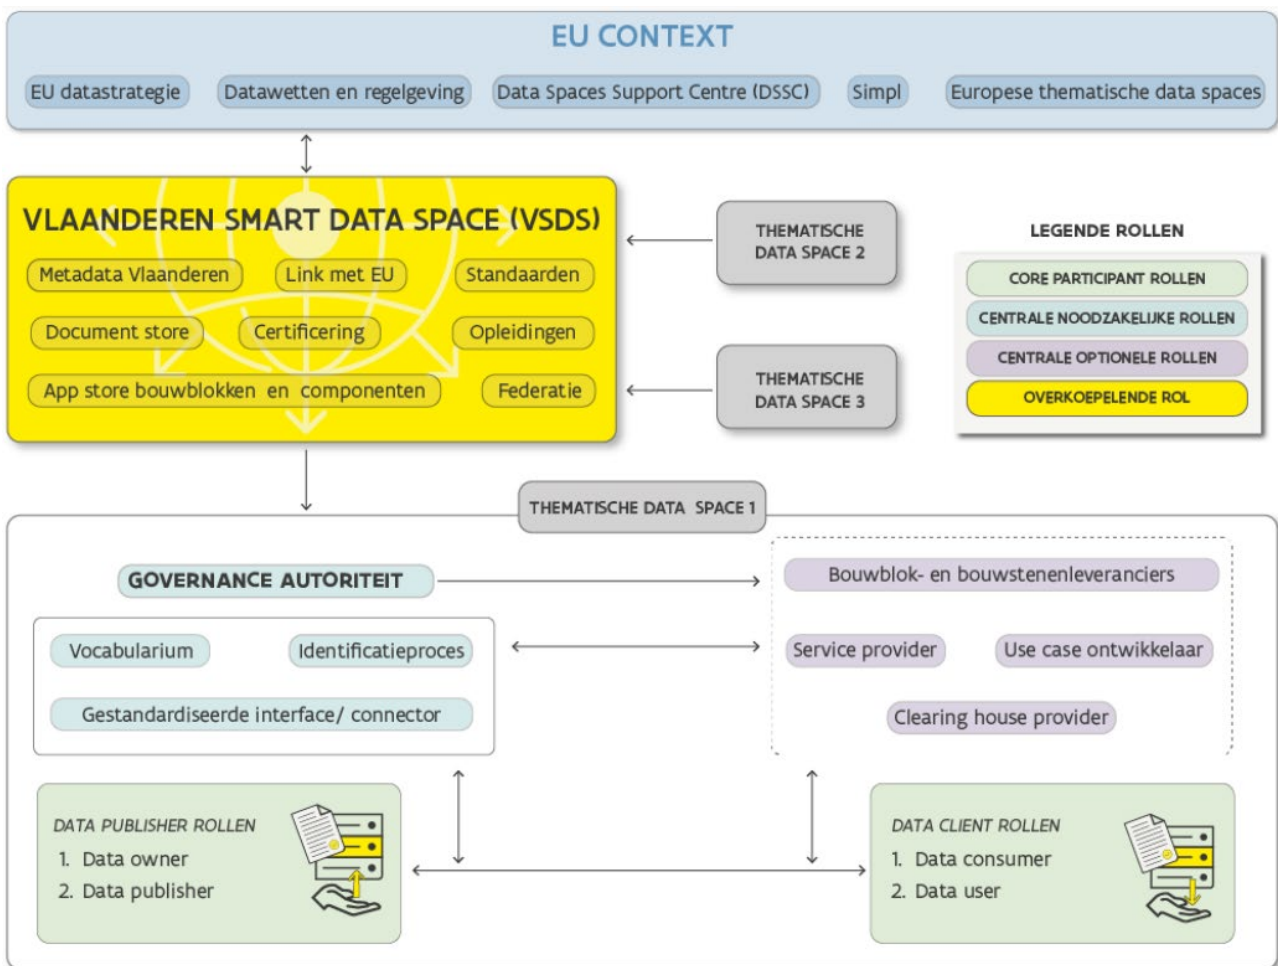 EU CONTEXT
EU datastrategie
Datawetten en regelgeving
Data Spaces Support Centre (DSSC)
Simpl
Europese thematische data spaces
VLAANDEREN SMART DATA SPACE (VSDS)
Metadata Vlaanderen
Link met EU
Standaarden
Document store
Certificering
Opleidingen
App store bouwblokken en componenten
Federatie
THEMATISCHE
DATA SPACE 2
THEMATISCHE
DATA SPACE 3
LEGENDE ROLLEN
CORE PARTICIPANT ROLLEN
CENTRALE NOODZAKELIJKE ROLLEN
CENTRALE OPTIONELE ROLLEN
OVERKOEPELENDE ROL
THEMATISCHE DATA SPACE 1
GOVERNANCE AUTORITEIT
Vocabularium
Identificatieproces
Gestandardiseerde interface/ connector
Bouwblok- en bouwstenenleveranciers
Service provider
Use case ontwikkelaar
Clearing house provider
DATA PUBLISHER ROLLEN
1. Data owner
2. Data publisher
DATA CLIENT ROLLEN
1. Data consumer
2. Data user